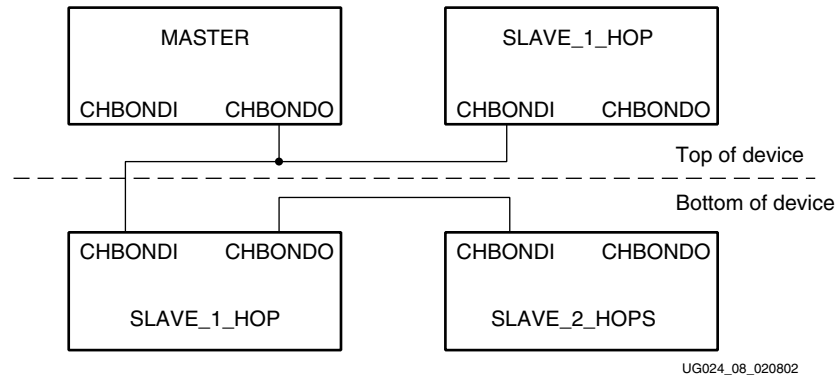 MASTER
SLAVE_1_HOP
CHBONDI CHBONDO
CHBONDI CHBONDO
Top of device
Bottom of device
CHBONDI CHBONDO
CHBONDI CHBONDO
SLAVE_1_HOP
SLAVE_2_HOPS
UG024_08_020802